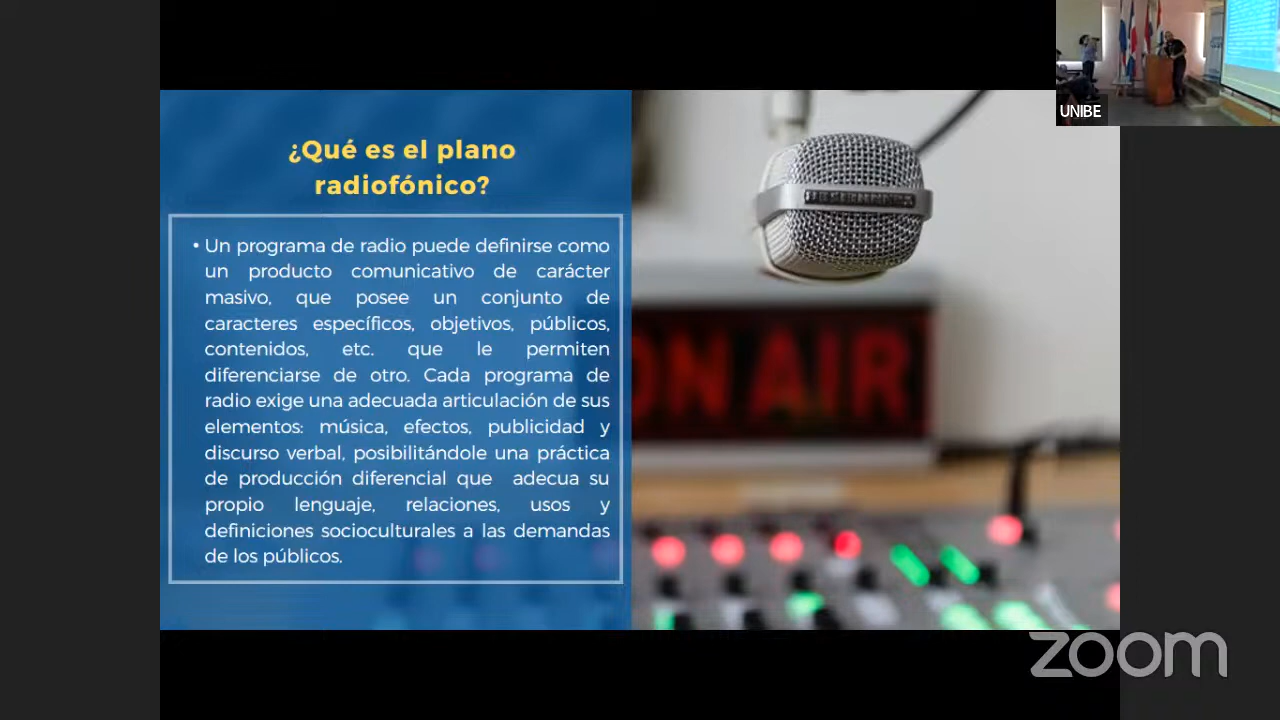 ¿Qué es el plano
radiofónico?
• Un programa de radio puede definirse como
un producto comunicativo de carácter
masivo, que posee un conjunto de
caracteres específicos, objetivos, públicos,
contenidos, etc. que le permiten
diferenciarse de otro. Cada programa de
radio exige una adecuada articulación de sus
elementos: música, efectos, publicidad y
discurso verbal, posibilitándole una práctica
de producción diferencial que adecua su
propio lenguaje, relaciones, usos y
definiciones socioculturales a las demandas
de los públicos.
ON AIR
UNIBE
zoom